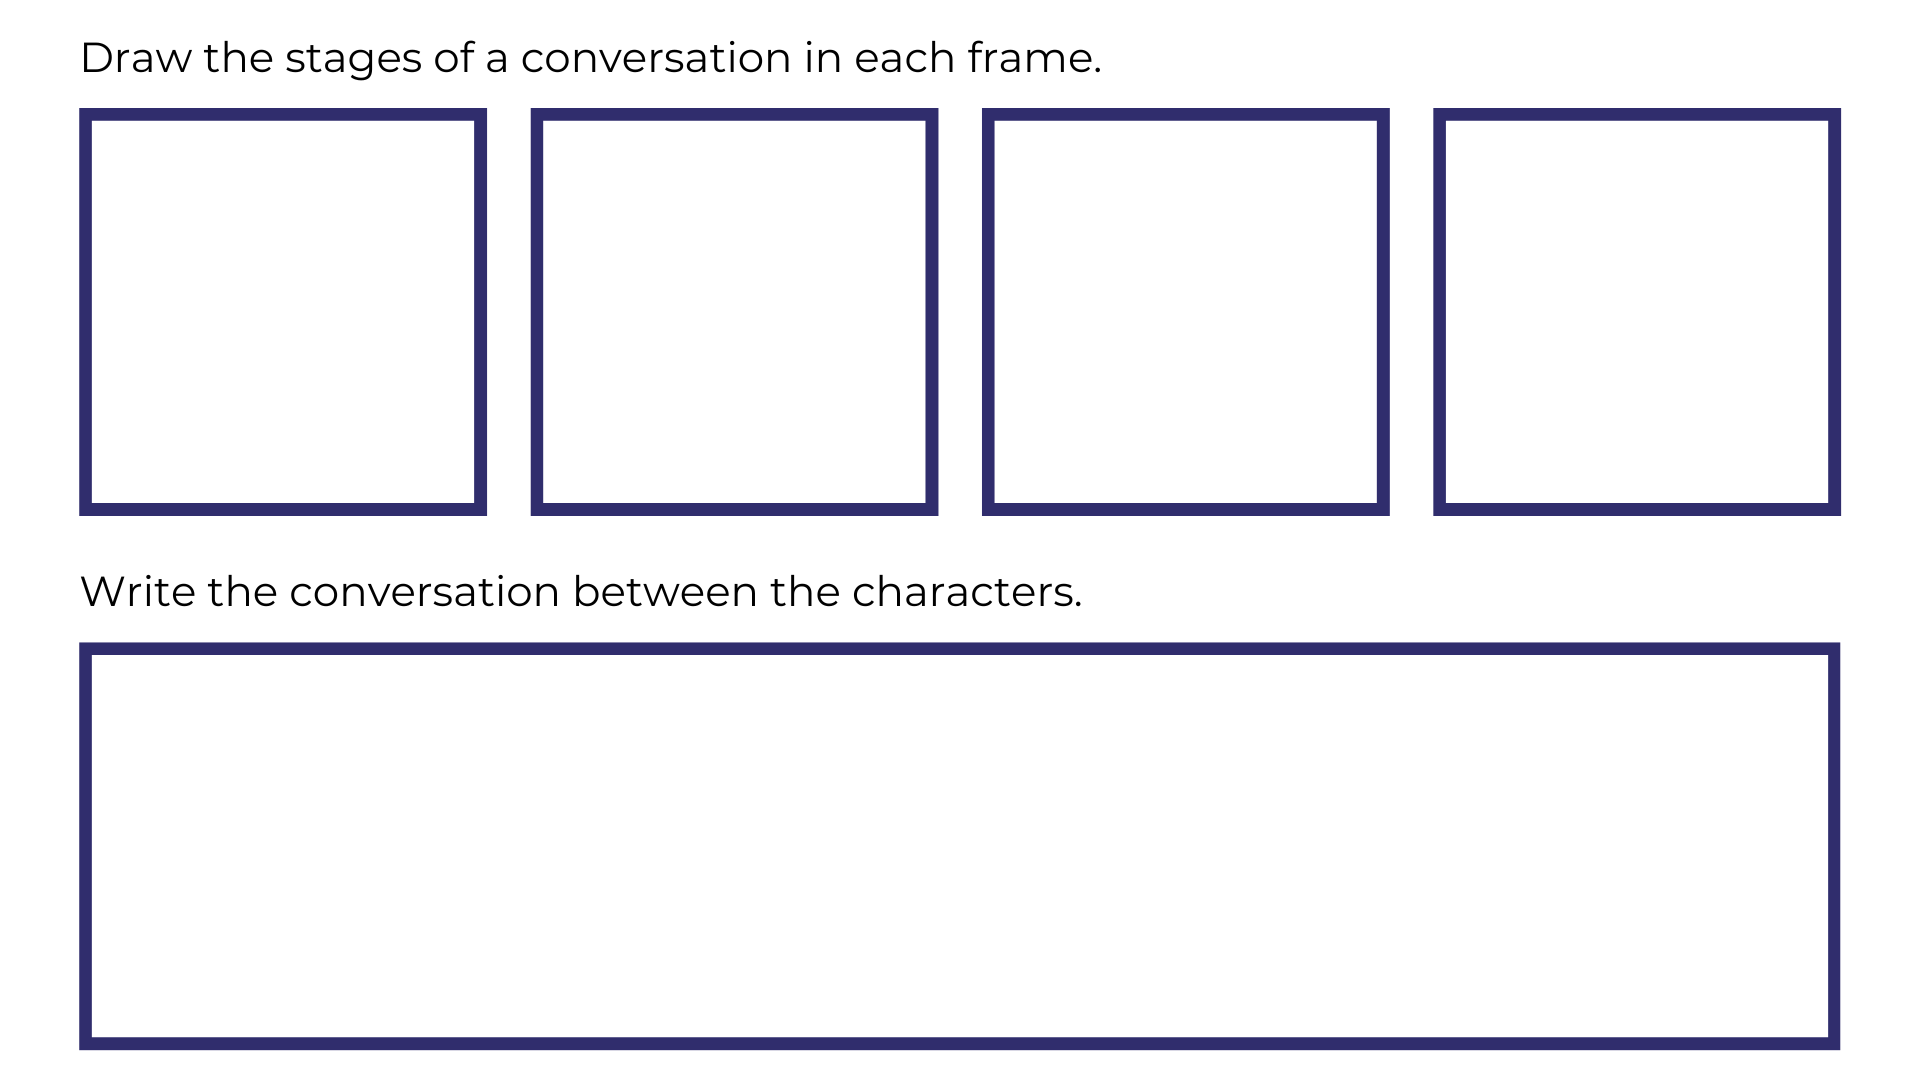 Draw the stages of a conversation in each frame.
Write the conversation between the characters.